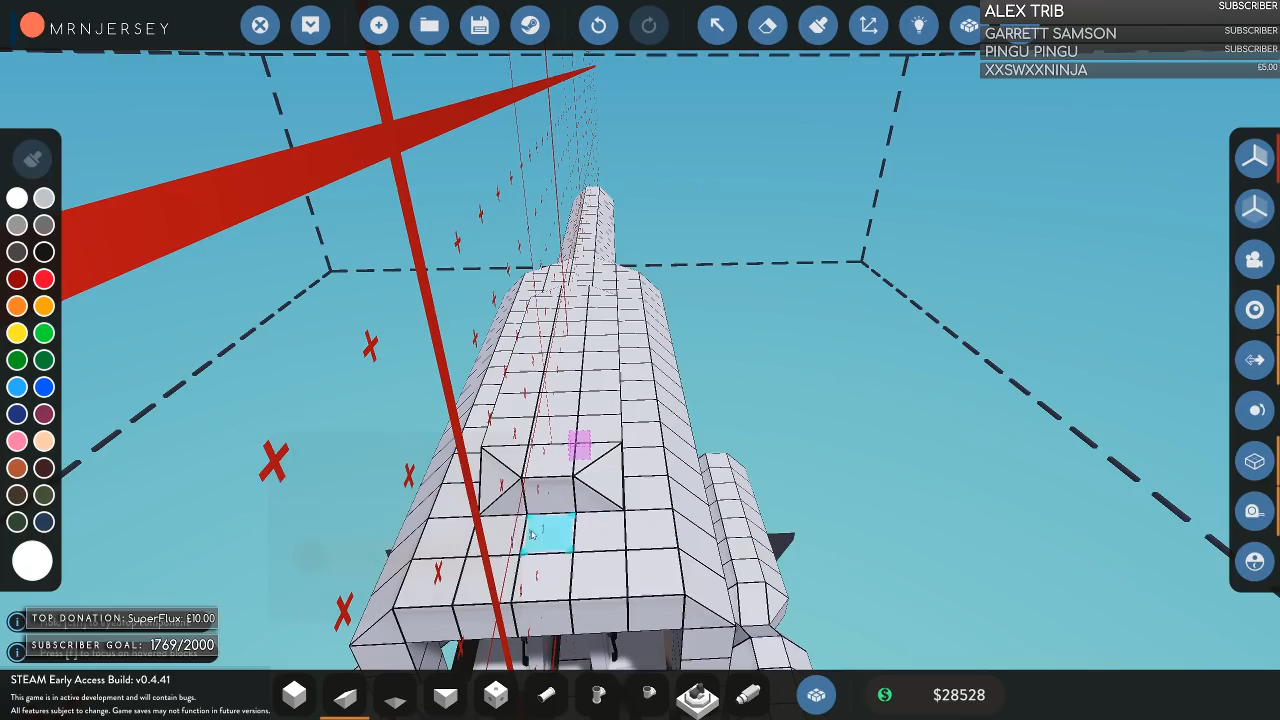 MRNJERSEY
ALEX TRIB SUBSCRIBER
GARRETT SAMSON SUBSCRIBER
PINGU PINGU SUBSCRIBER
XXSWXXNINJA £5.00
TOP DONATION: SuperFlux: £10.00
SUBSCRIBER GOAL: 1769/2000
STEAM Early Access Build: v0.4.41
This game is in active development and will contain bugs.
All features subject to change. Game saves may not function in future versions.
$ $28528